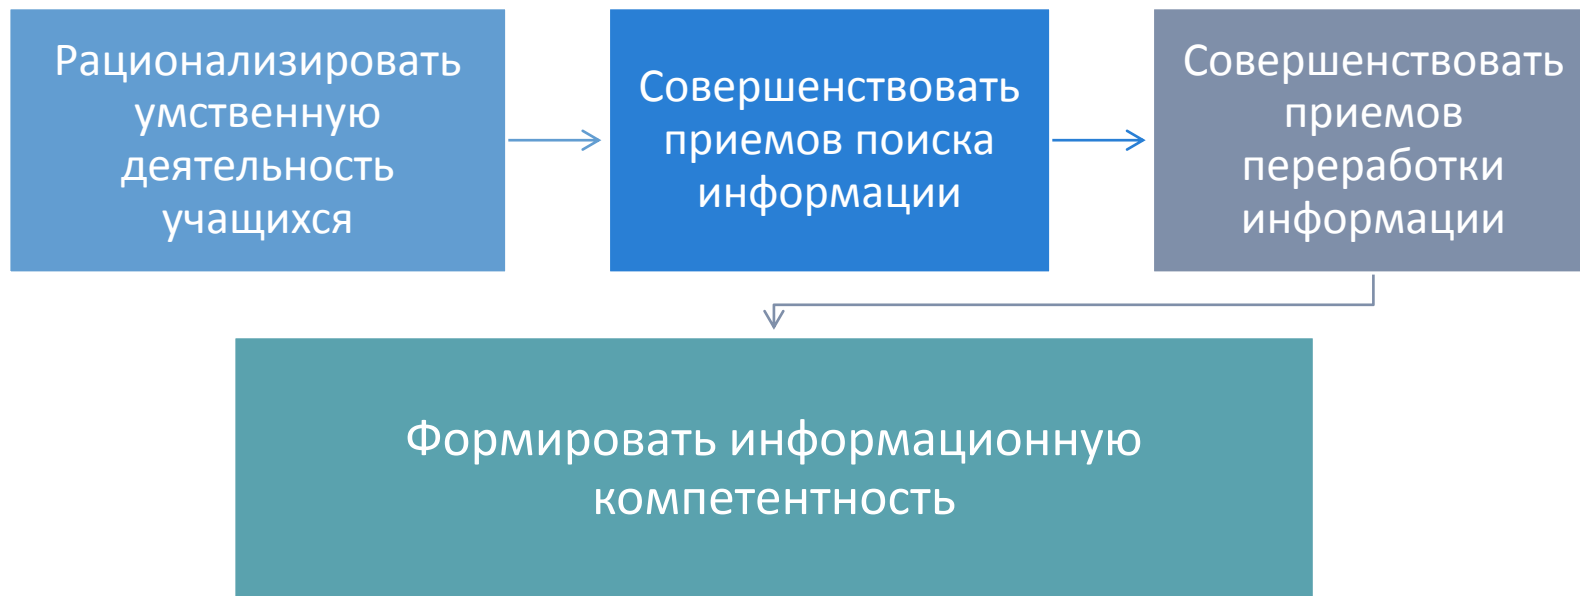 Рационализировать
умственную
деятельность
учащихся
Совершенствовать
приемов поиска
информации
Совершенствовать
приемов
переработки
информации
Формировать информационную
компетентность